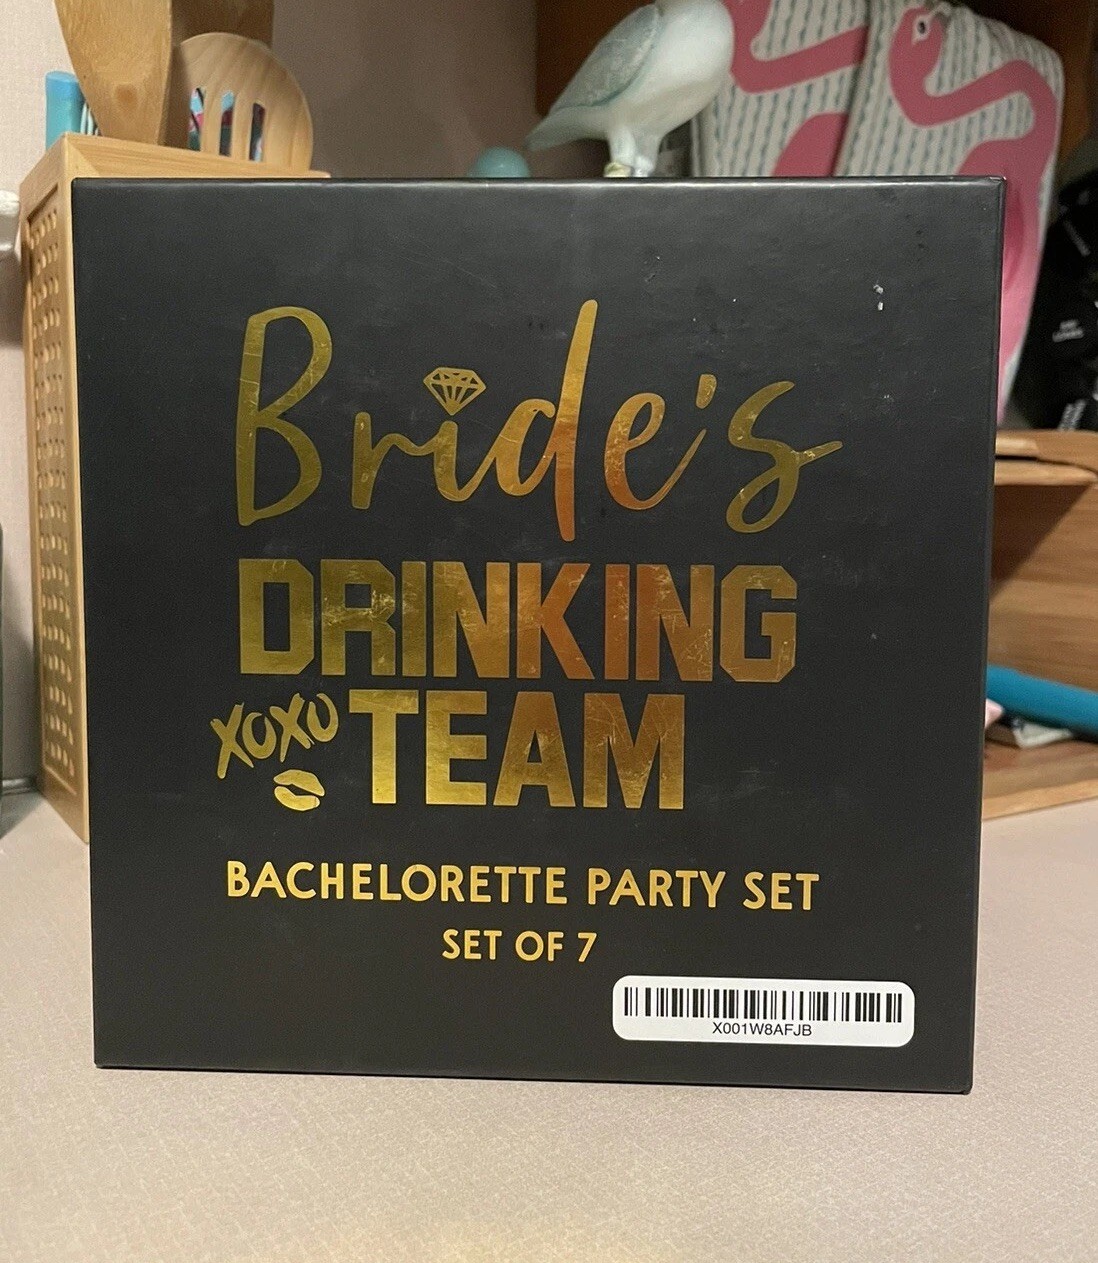 Bride's
DRINKING
XOXO TEAM
BACHELORETTE PARTY SET
SET OF 7
X001W8AFJB